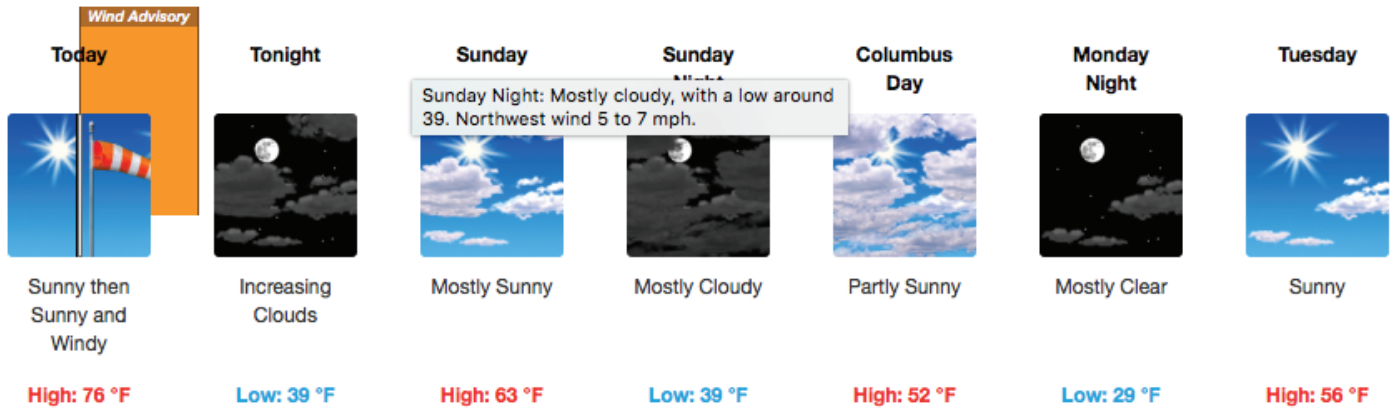 Wind Advisory
Today
Tonight
Sunday
Sunday
Night
Columbus
Day
Monday
Night
Tuesday
Sunday Night: Mostly cloudy, with a low around
39. Northwest wind 5 to 7 mph.
Sunny then
Sunny and
Windy
Increasing
Clouds
Mostly Sunny
Mostly Cloudy
Partly Sunny
Mostly Clear
Sunny
High: 76 °F
Low: 39 °F
High: 63 °F
Low: 39 °F
High: 52 °F
Low: 29 °F
High: 56 °F